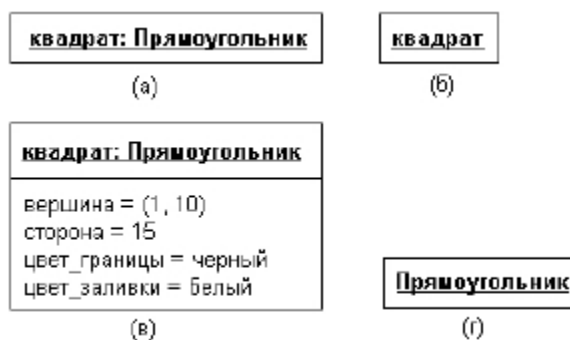 квадрат: Прямоугольник
квадрат
(а)
(б)
квадрат: Прямоугольник
вершина = (1, 10)
сторона = 15
цвет_границы = черный
цвет_заливки = белый
Прямоугольник
(в)
(г)